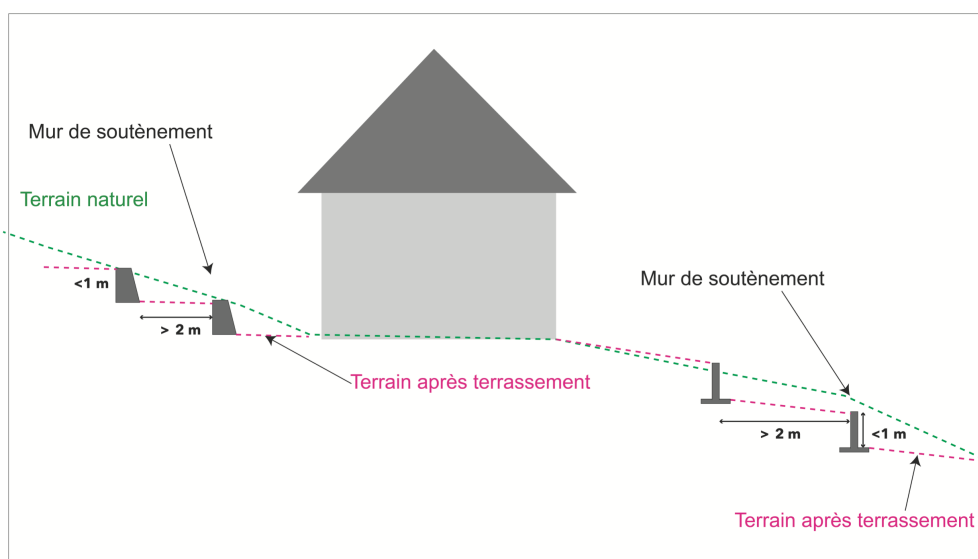 Mur de soutènement
Terrain naturel
<1 m
> 2 m
Terrain après terrassement
Mur de soutènement
> 2 m
<1 m
Terrain après terrassement